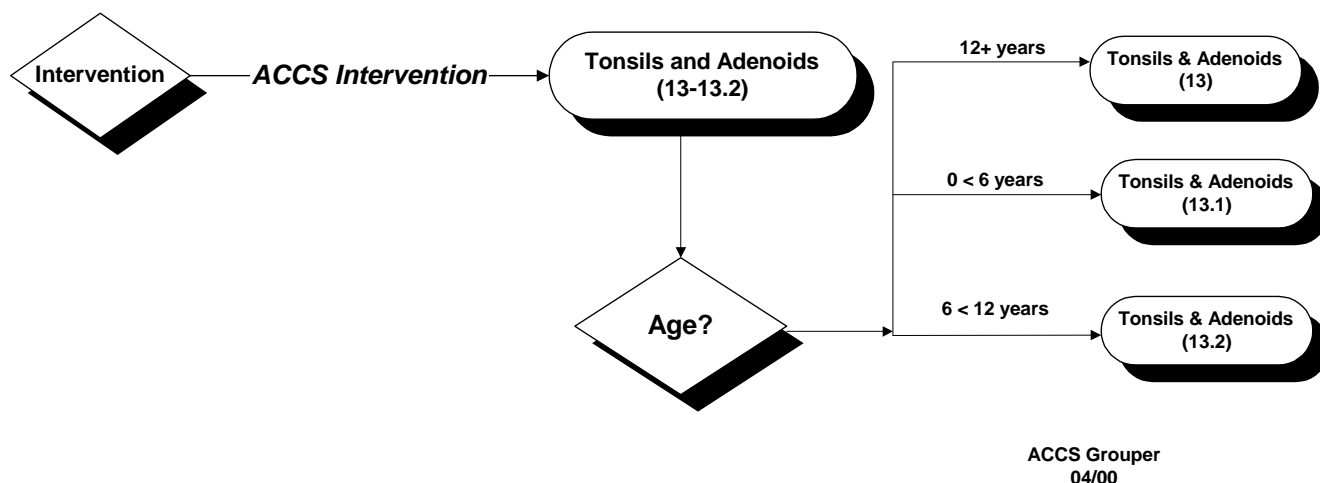 Intervention
ACCS Intervention
Tonsils and Adenoids
(13-13.2)
12+ years
Tonsils & Adenoids
(13)
0 < 6 years
Tonsils & Adenoids
(13.1)
Age?
6 < 12 years
Tonsils & Adenoids
(13.2)
ACCS Grouper
04/00